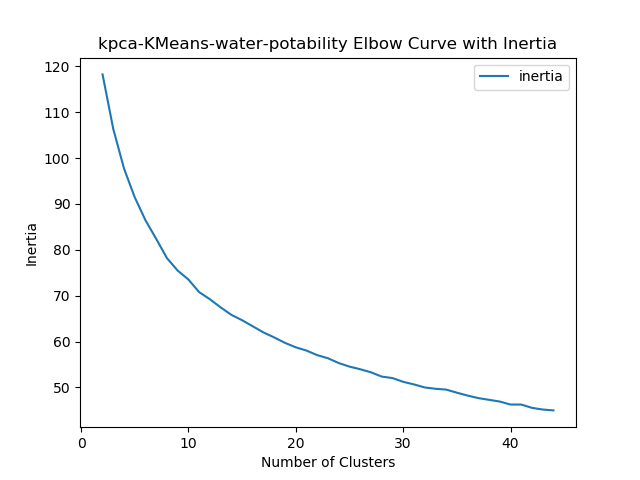 kpca-KMeans-water-potability Elbow Curve with Inertia
inertia
120
110
100
90
80
70
60
50
Inertia
0 10 20 30 40
Number of Clusters